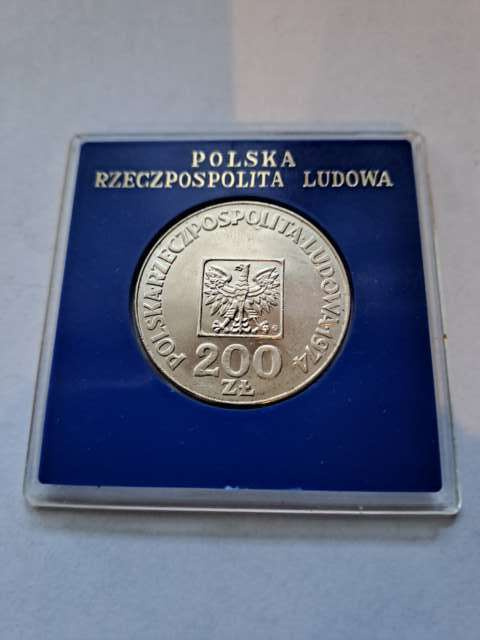 POLSKA
RZECZPOSPOLITA LUDOWA
POLSKA·RZECZPOSPOLITA·LUDOWA·1974
200
ZŁ